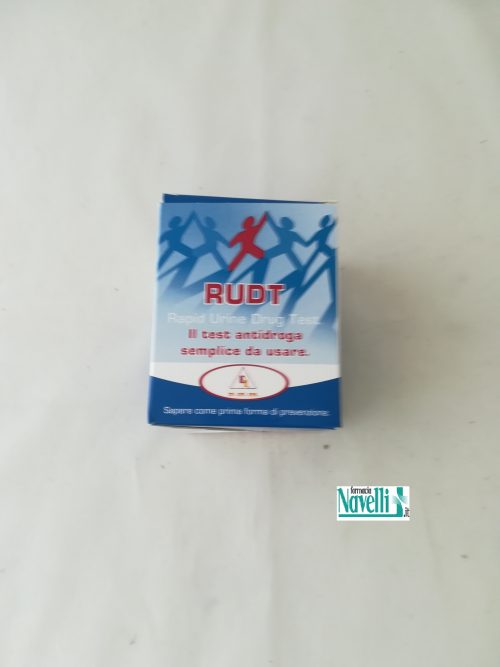 RUDT
Rapid Urine Drug Test.
Il test antidroga
semplice da usare.
Sapere come prima forma di prevenzione.
farmacia
Navelli